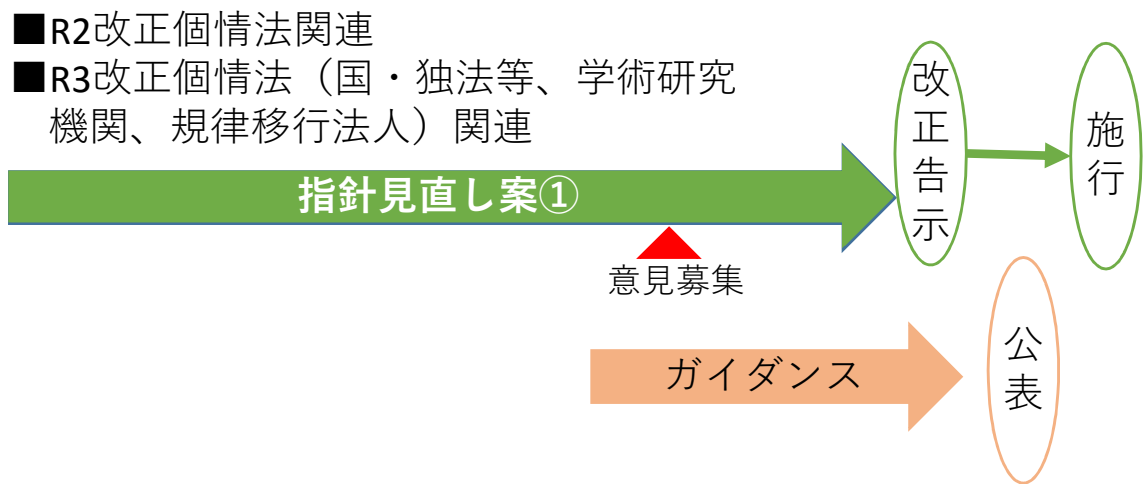 ■R2改正個情法関連
■R3改正個情法（国・独法等、学術研究
機関、規律移行法人）関連
指針見直し案①
意見募集
改正告示
施行
ガイダンス
公表